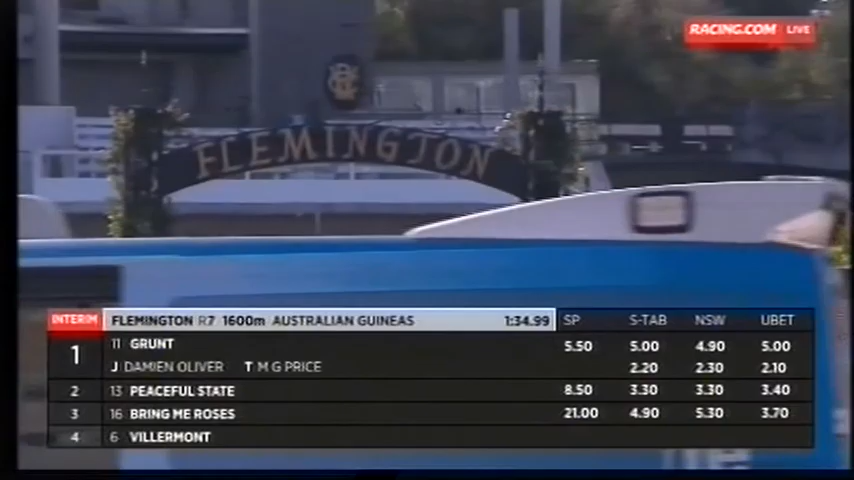 RACING.COM LIVE
FLEMINGTON
INTERIM FLEMINGTON R7 1600m AUSTRALIAN GUINEAS 1:34.99 SP S-TAB NSW UBET
1 11 GRUNT 5.50 5.00 4.90 5.00
J DAMIEN OLIVER T M G PRICE 2.20 2.30 2.10
2 13 PEACEFUL STATE 8.50 3.30 3.30 3.40
3 16 BRING ME ROSES 21.00 4.90 5.30 3.70
4 6 VILLERMONT